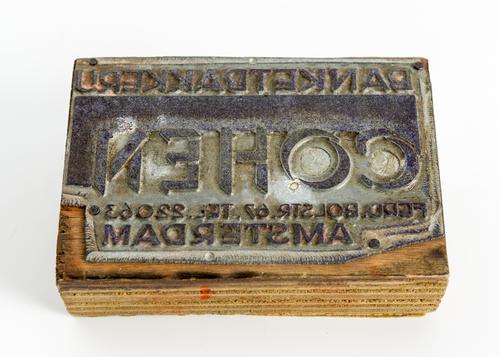 BANKETBAKKERIJ
COHEN
FERD. BOLSTR. 67. TEL. 22063
AMSTERDAM